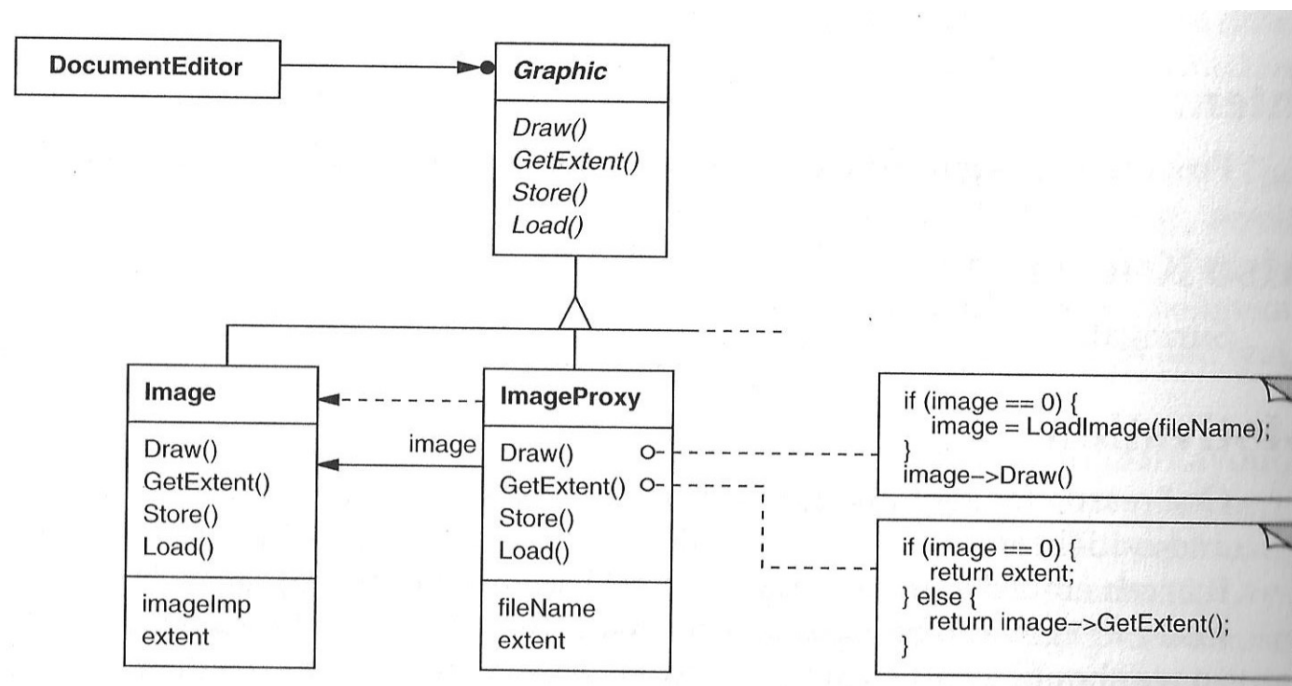 DocumentEditor
Graphic
Draw()
GetExtent()
Store()
Load()
Image
Draw()
GetExtent()
Store()
Load()
imageImp
extent
image
ImageProxy
Draw()
GetExtent()
Store()
Load()
fileName
extent
if (image == 0) {
image = LoadImage(fileName);
}
image->Draw()
if (image == 0) {
return extent;
} else {
return image->GetExtent();
}